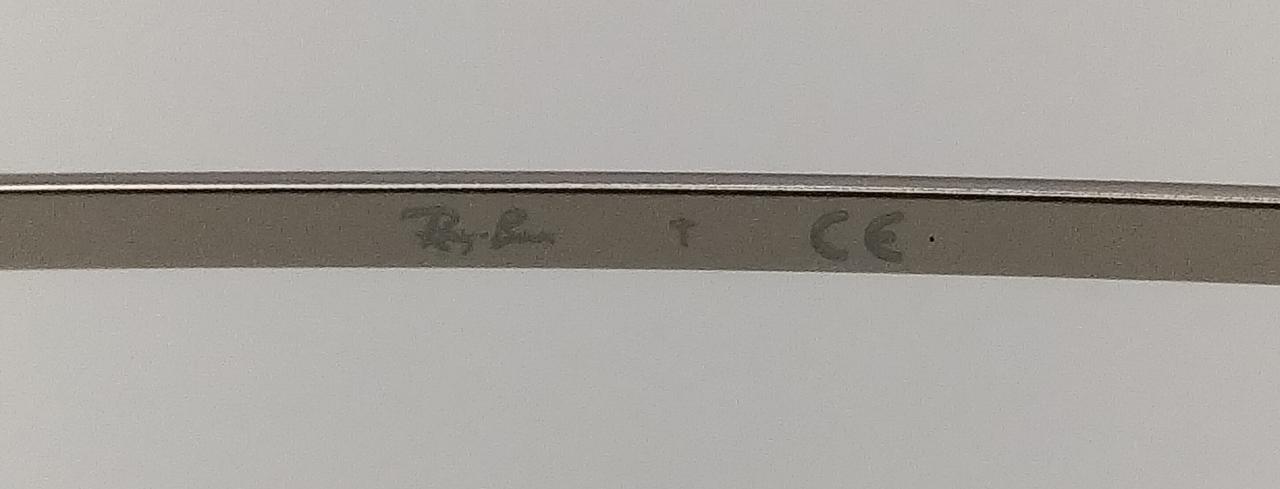 Ray-Ban † CE